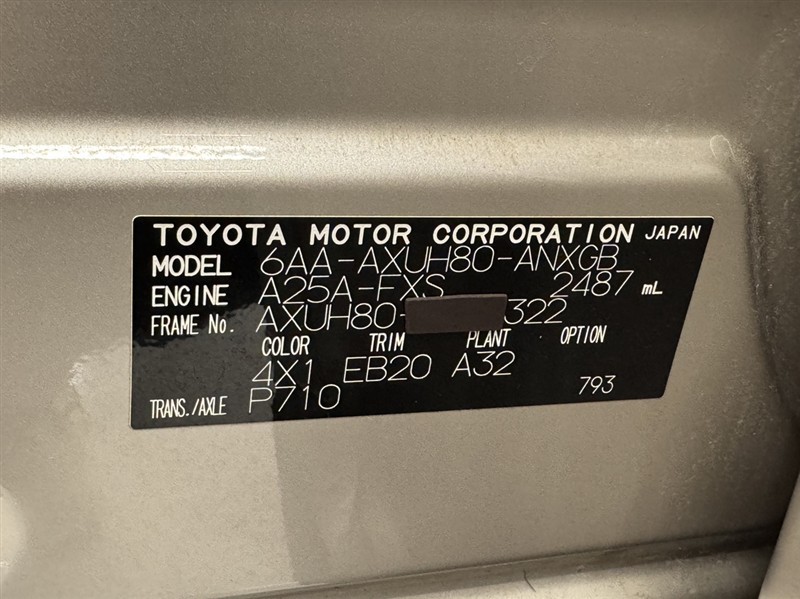 TOYOTA MOTOR CORPORATION JAPAN
MODEL 6AA-AXUH80-ANXGB
ENGINE A25A-FXS 2487 mL
FRAME No. AXUH80- 322
COLOR TRIM PLANT OPTION
4X1 EB20 A32
TRANS./AXLE P710 793